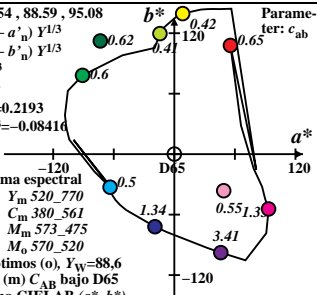 54 , 88.59 , 95.08
– a'n) Y1/3
– b'n) Y1/3
=0.2193
=–0.08416
b*
120
0.42
0.41
0.62
0.65
0.6
Parame-
ter: cab
a*
–120
D65
120
0.5
0.55
1.34
3.41
–120
ma espectral
Ym 520_770
Cm 380_561
Mm 573_475
Mo 570_520
timos (o), YW=88,6
(m) CAB bajo D65